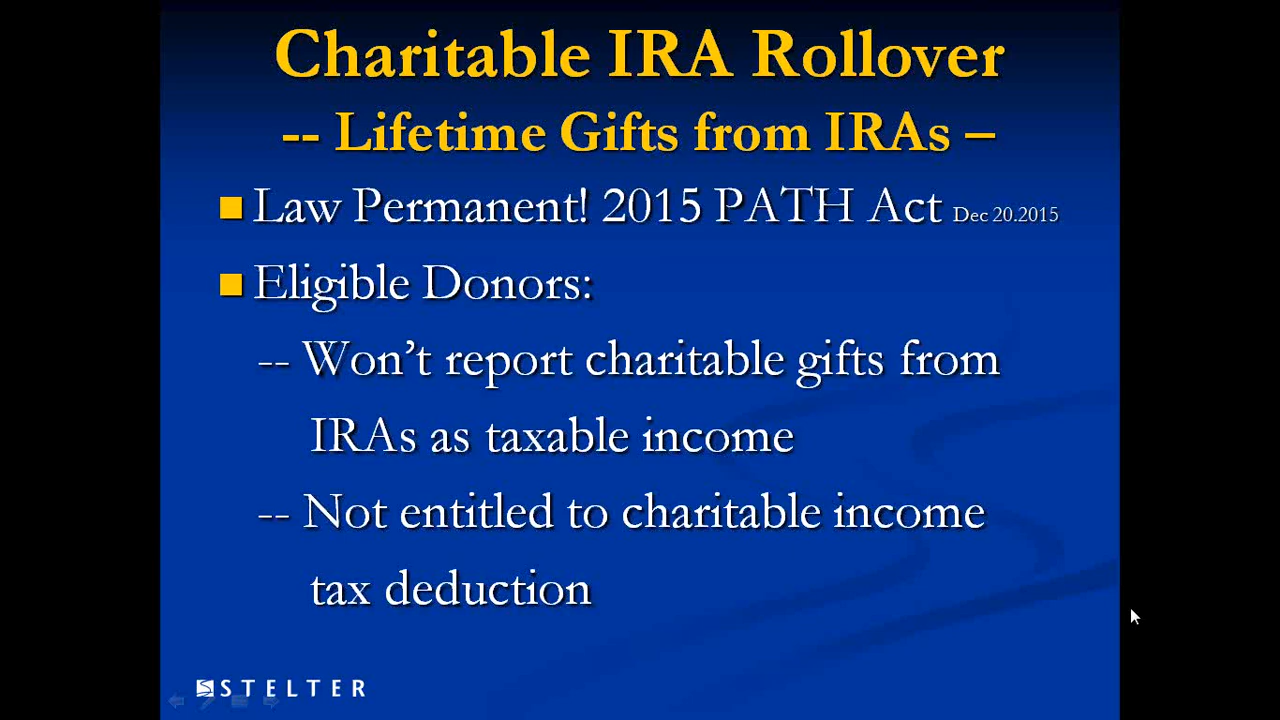 Charitable IRA Rollover
-- Lifetime Gifts from IRAs –
Law Permanent! 2015 PATH Act Dec 20.2015
Eligible Donors:
-- Won’t report charitable gifts from
IRAs as taxable income
-- Not entitled to charitable income
tax deduction
STELTER